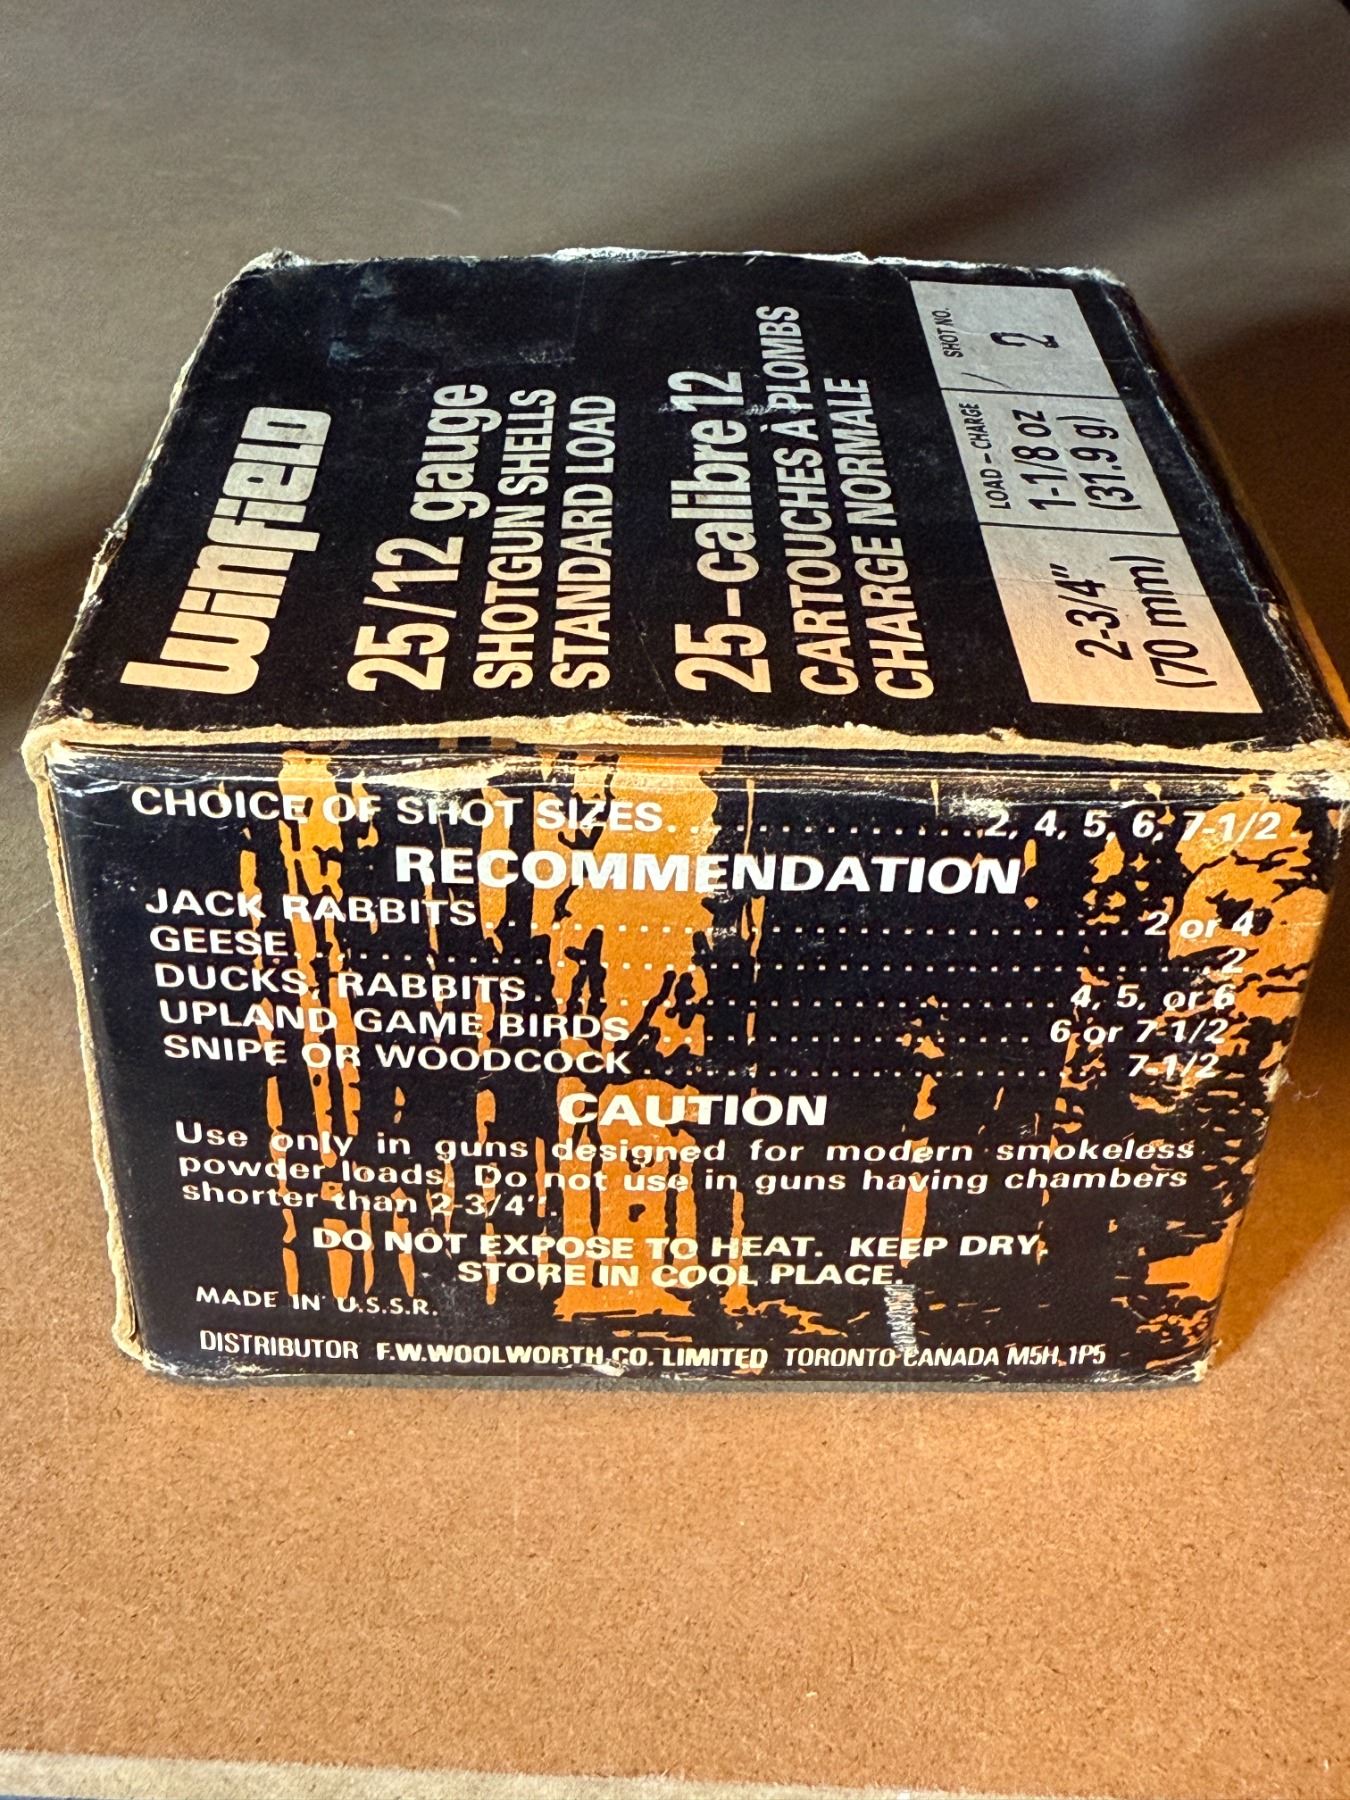 Winfield
25/12 gauge
SHOTGUN SHELLS
STANDARD LOAD
25-calibre 12
CARTOUCHES À PLOMBS
CHARGE NORMALE
2-3/4"
(70 mm)
LOAD-CHARGE
1-1/8 oz
(31.9 g)
SHOT NO.
2
CHOICE OF SHOT SIZES..................2, 4, 5, 6, 7-1/2
RECOMMENDATION
JACK RABBITS..............................2 or 4
GEESE..............................2
DUCKS, RABBITS..............................4, 5, or 6
UPLAND GAME BIRDS....................6 or 7-1/2
SNIPE OR WOODCOCK....................7-1/2
CAUTION
Use only in guns designed for modern smokeless
powder loads. Do not use in guns having chambers
shorter than 2-3/4''.
DO NOT EXPOSE TO HEAT. KEEP DRY.
STORE IN COOL PLACE.
MADE IN U.S.S.R.
DISTRIBUTOR F.W.WOOLWORTH CO. LIMITED TORONTO CANADA M5H 1P5